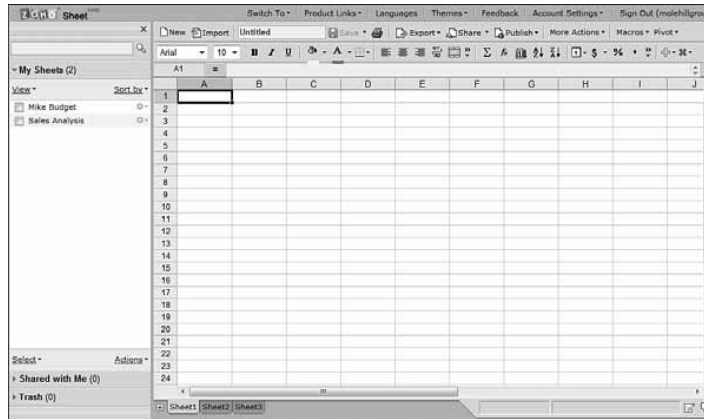 ZOHO Sheet Switch To Product Links Languages Themes Feedback Account Settings Sign Out (molehillgrou
New Import Untitled Save Export Share Publish More Actions Macros Pivot
Arial 10 B I U A Σ $ %
My Sheets (2) A1 =
View Sort by A B C D E F G H I J
Mike Budget
Sales Analysis
1
2
3
4
5
6
7
8
9
10
11
12
13
14
15
16
17
18
19
20
21
22
23
24
Select Actions
Shared with Me (0)
Trash (0)
Sheet1 Sheet2 Sheet3